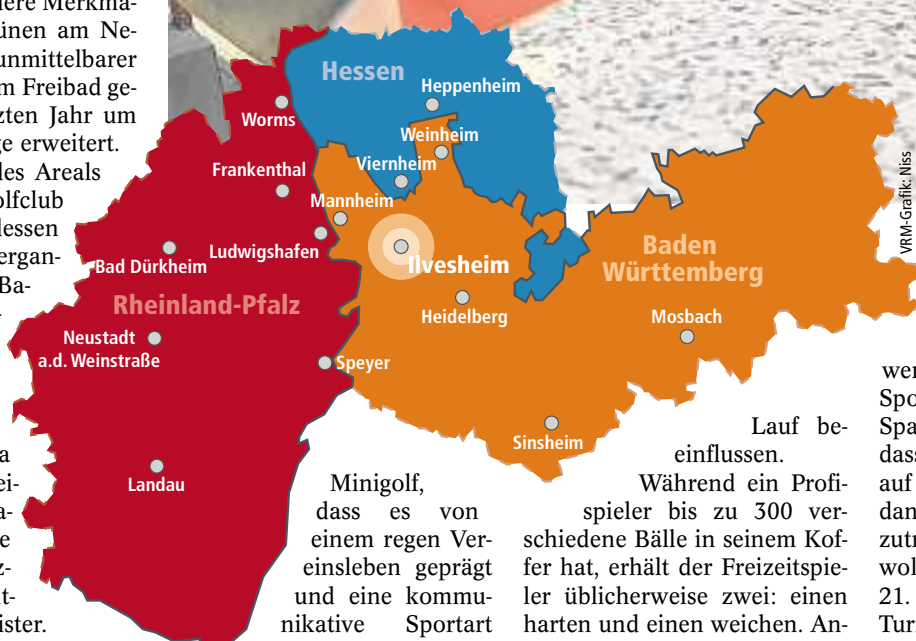 dere Merkma-
ünen am Ne-
unmittelbarer
m Freibad ge-
zten Jahr um
ge erweitert.
des Areals
olfclub
dessen
ergan-
Ba-
Hessen
Heppenheim
Worms
Weinheim
Viernheim
Frankenthal
Mannheim
Ludwigshafen
Ilvesheim
Bad Dürkheim
Baden
Württemberg
Rheinland-Pfalz
Heidelberg
Mosbach
Neustadt
a.d. Weinstraße
Speyer
Sinsheim
Landau
VRM-Grafik: Niss
a
ei-
a-
e
z-
t-
ister.
Minigolf,
dass es von
einem regen Ver-
einsleben geprägt
und eine kommu-
nikative Sportart
Lauf be-
einflussen.
Während ein Profi-
spieler bis zu 300 ver-
schiedene Bälle in seinem Kof-
fer hat, erhält der Freizeitspie-
ler üblicherweise zwei: einen
harten und einen weichen. An-
wer
Spo
Spa
dass
auf
dan
zutr
wol
21.
Tur